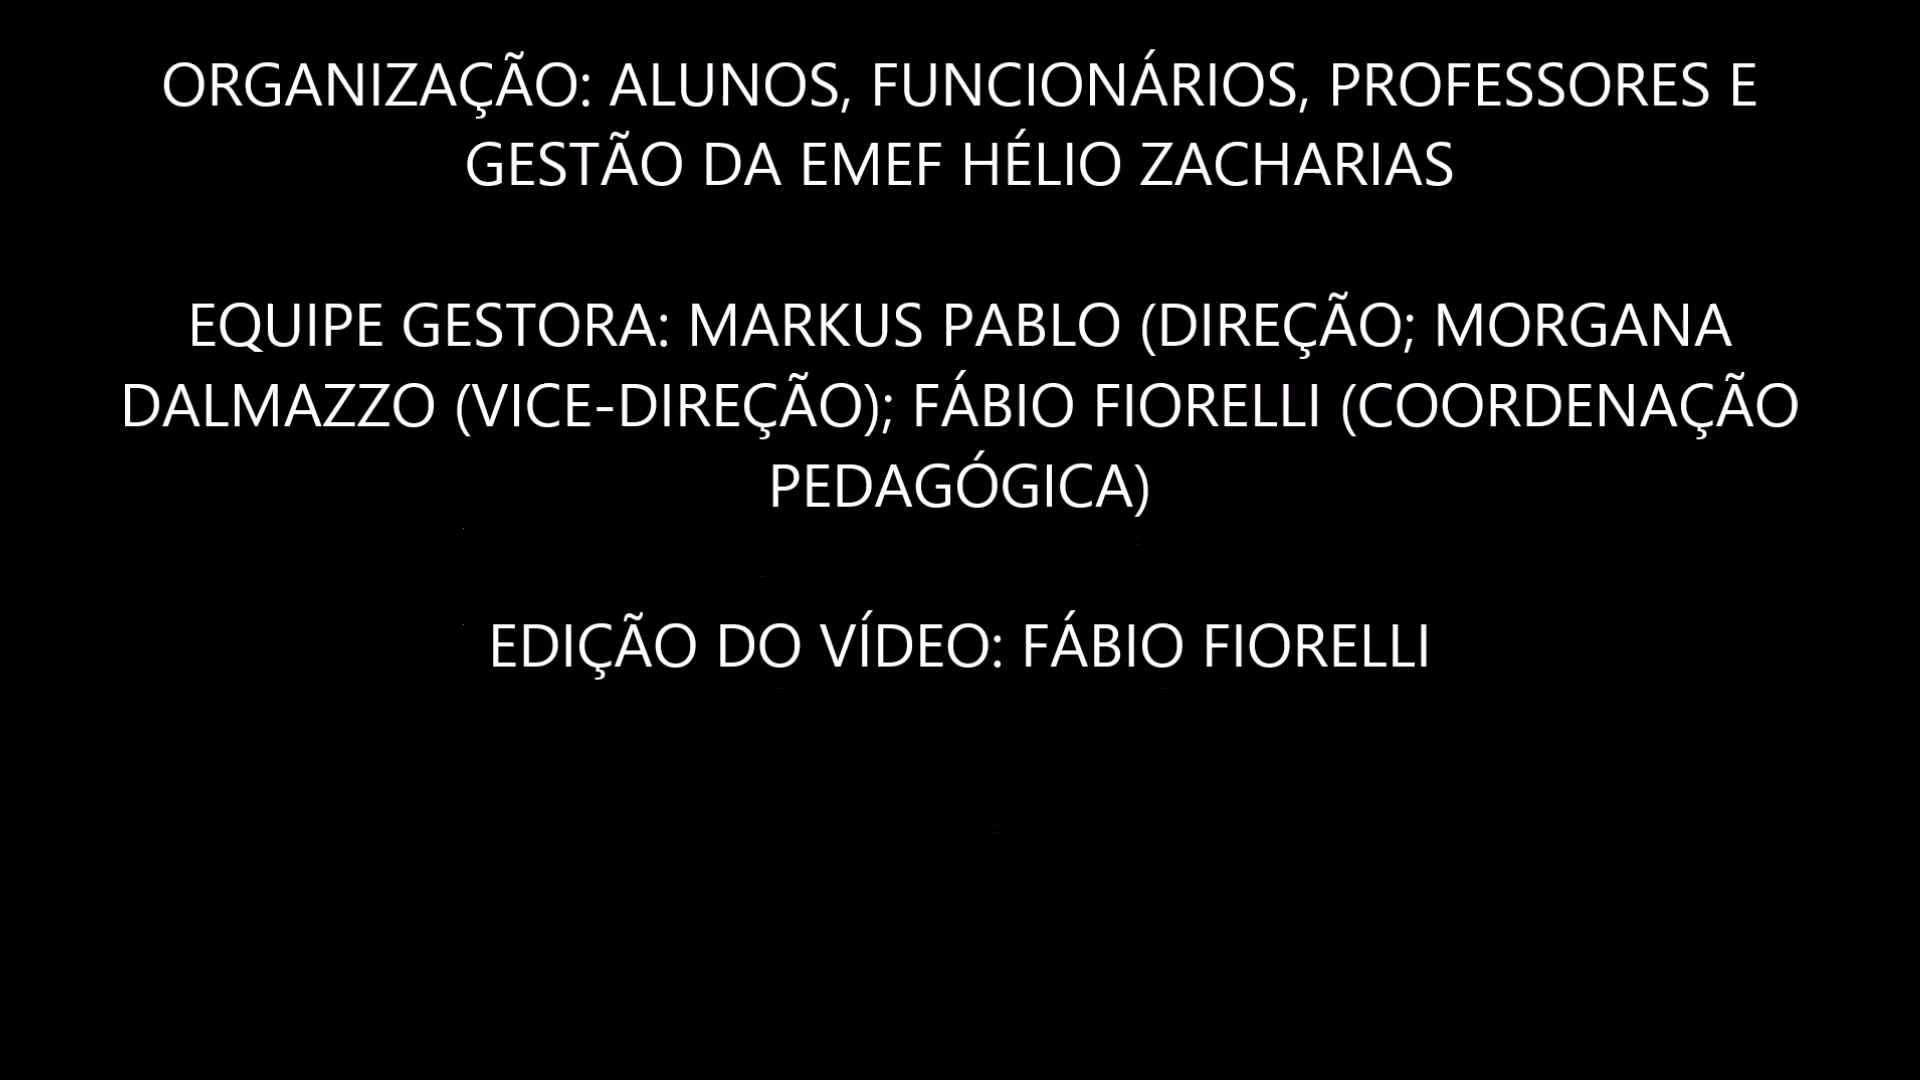 ORGANIZAÇÃO: ALUNOS, FUNCIONÁRIOS, PROFESSORES E
GESTÃO DA EMEF HÉLIO ZACHARIAS
EQUIPE GESTORA: MARKUS PABLO (DIREÇÃO; MORGANA
DALMAZZO (VICE-DIREÇÃO); FÁBIO FIORELLI (COORDENAÇÃO
PEDAGÓGICA)
EDIÇÃO DO VÍDEO: FÁBIO FIORELLI